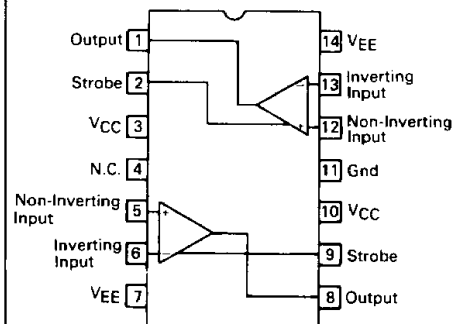 Output 1
Strobe 2
VCC 3
N.C. 4
Non-Inverting
Input 5
+
Inverting
Input 6
−
VEE 7
14 VEE
13 Inverting
Input
−
12 Non-Inverting
Input
+
11 Gnd
10 VCC
9 Strobe
8 Output